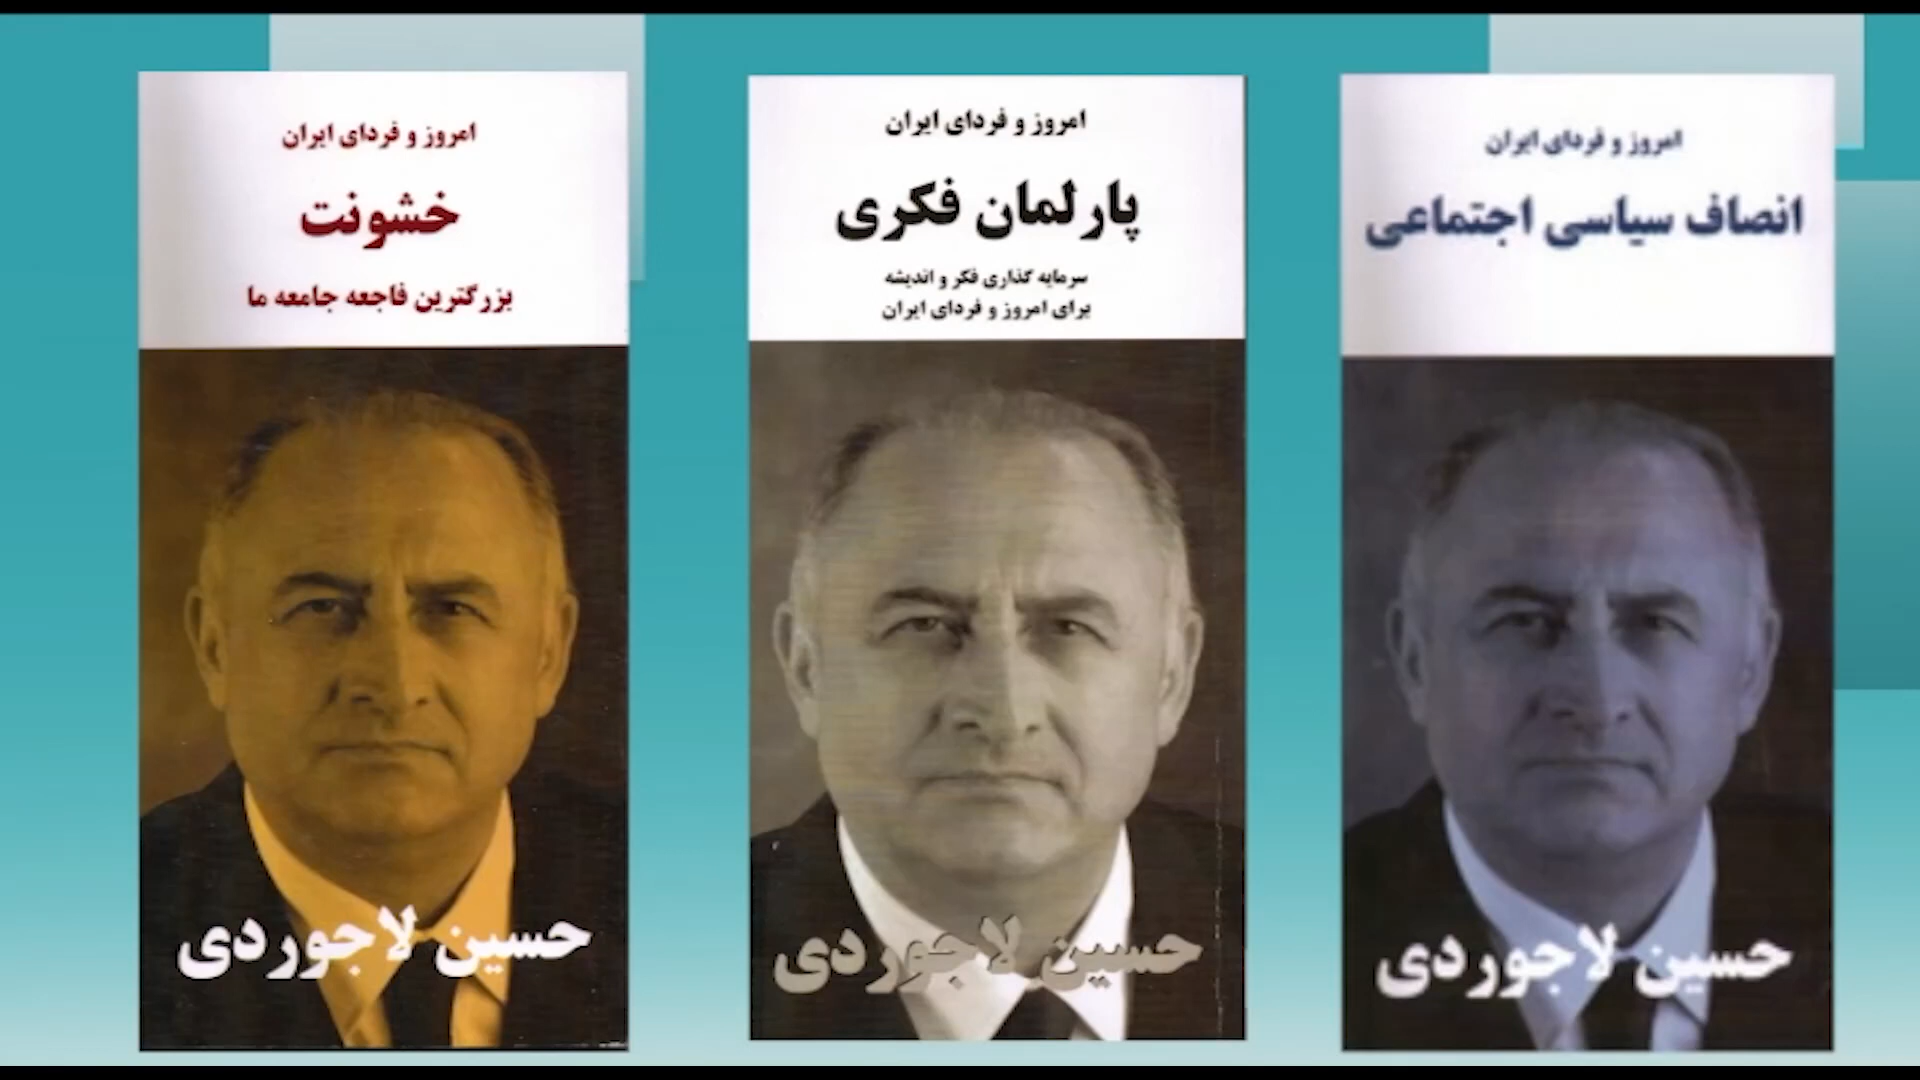 امروز و فردای ایران
خشونت
بزرگترین فاجعه جامعه ما
حسین لاجوردی
امروز و فردای ایران
پارلمان فکری
سرمایه گذاری فکر و اندیشه
برای امروز و فردای ایران
حسین لاجوردی
امروز و فردای ایران
انصاف سیاسی اجتماعی
حسین لاجوردی